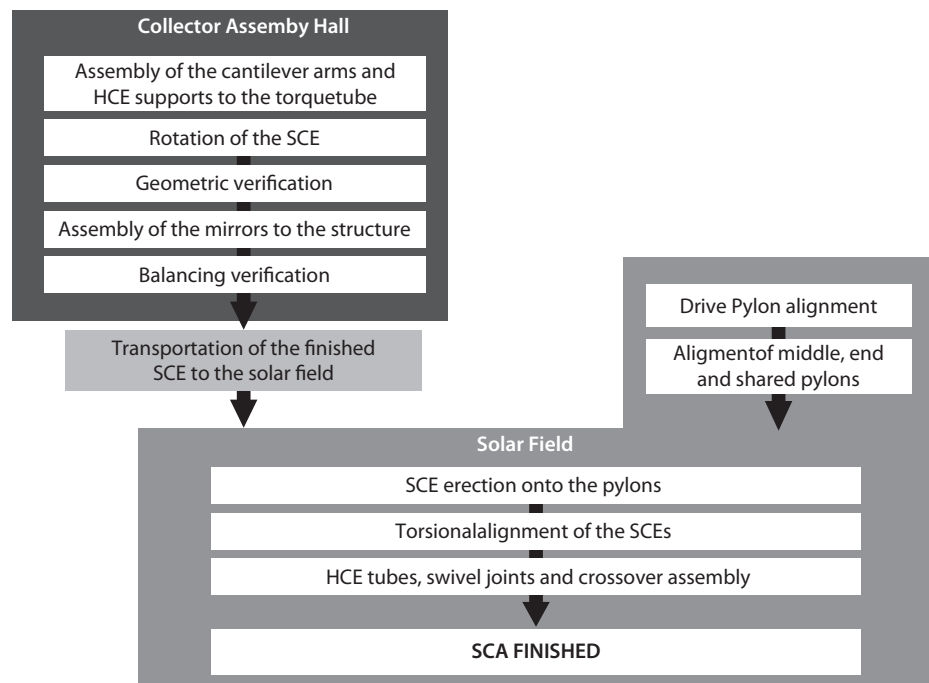 Collector Assemby Hall
Assembly of the cantilever arms and
HCE supports to the torquetube
Rotation of the SCE
Geometric verification
Assembly of the mirrors to the structure
Balancing verification
Transportation of the finished
SCE to the solar field
Drive Pylon alignment
Aligmentof middle, end
and shared pylons
Solar Field
SCE erection onto the pylons
Torsionalalignment of the SCEs
HCE tubes, swivel joints and crossover assembly
SCA FINISHED